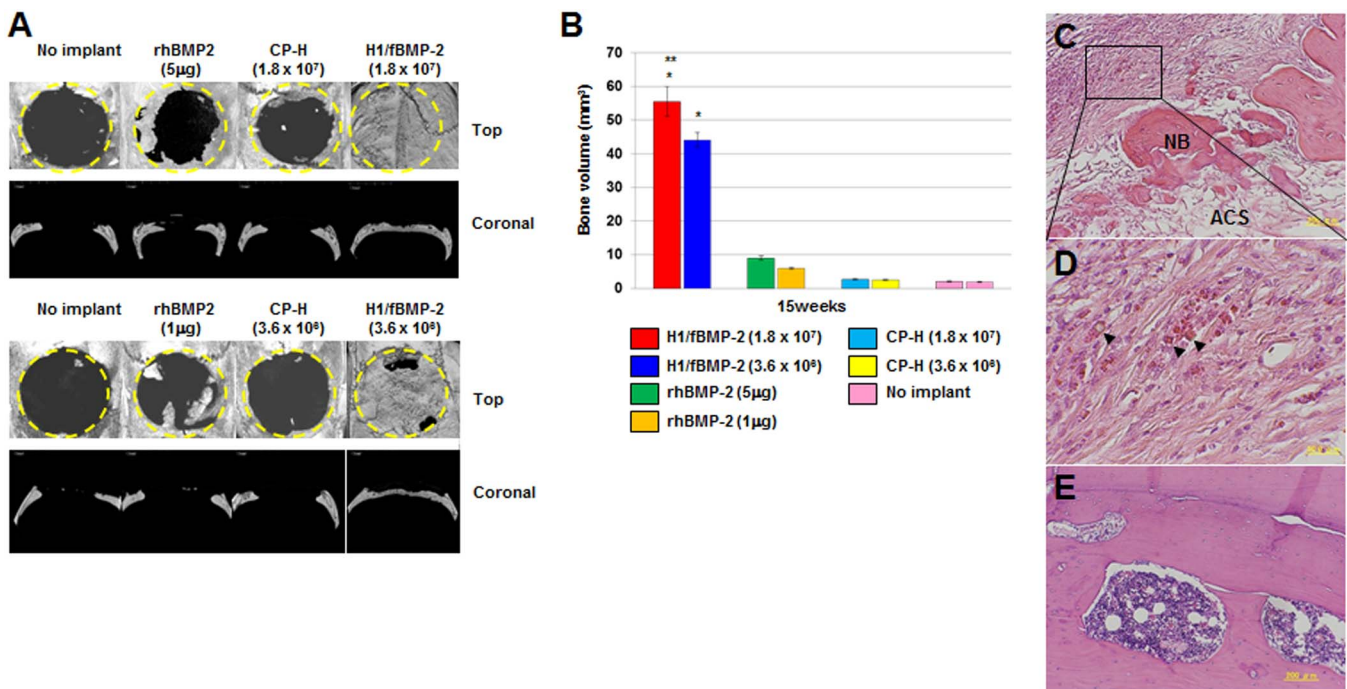 A
No implant rhBMP2 CP-H H1/fBMP-2
(5µg) (1.8 x 10⁷) (1.8 x 10⁷)
Top
Coronal
No implant rhBMP2 CP-H H1/fBMP-2
(1µg) (3.6 x 10⁶) (3.6 x 10⁶)
Top
Coronal
B
Bone volume (mm³)
70
60
50
40
30
20
10
0
**
*
*
15weeks
H1/fBMP-2 (1.8 x 10⁷) CP-H (1.8 x 10⁷)
H1/fBMP-2 (3.6 x 10⁶) CP-H (3.6 x 10⁶)
rhBMP-2 (5µg) No implant
rhBMP-2 (1µg)
C
NB
ACS
D
E
200 µm